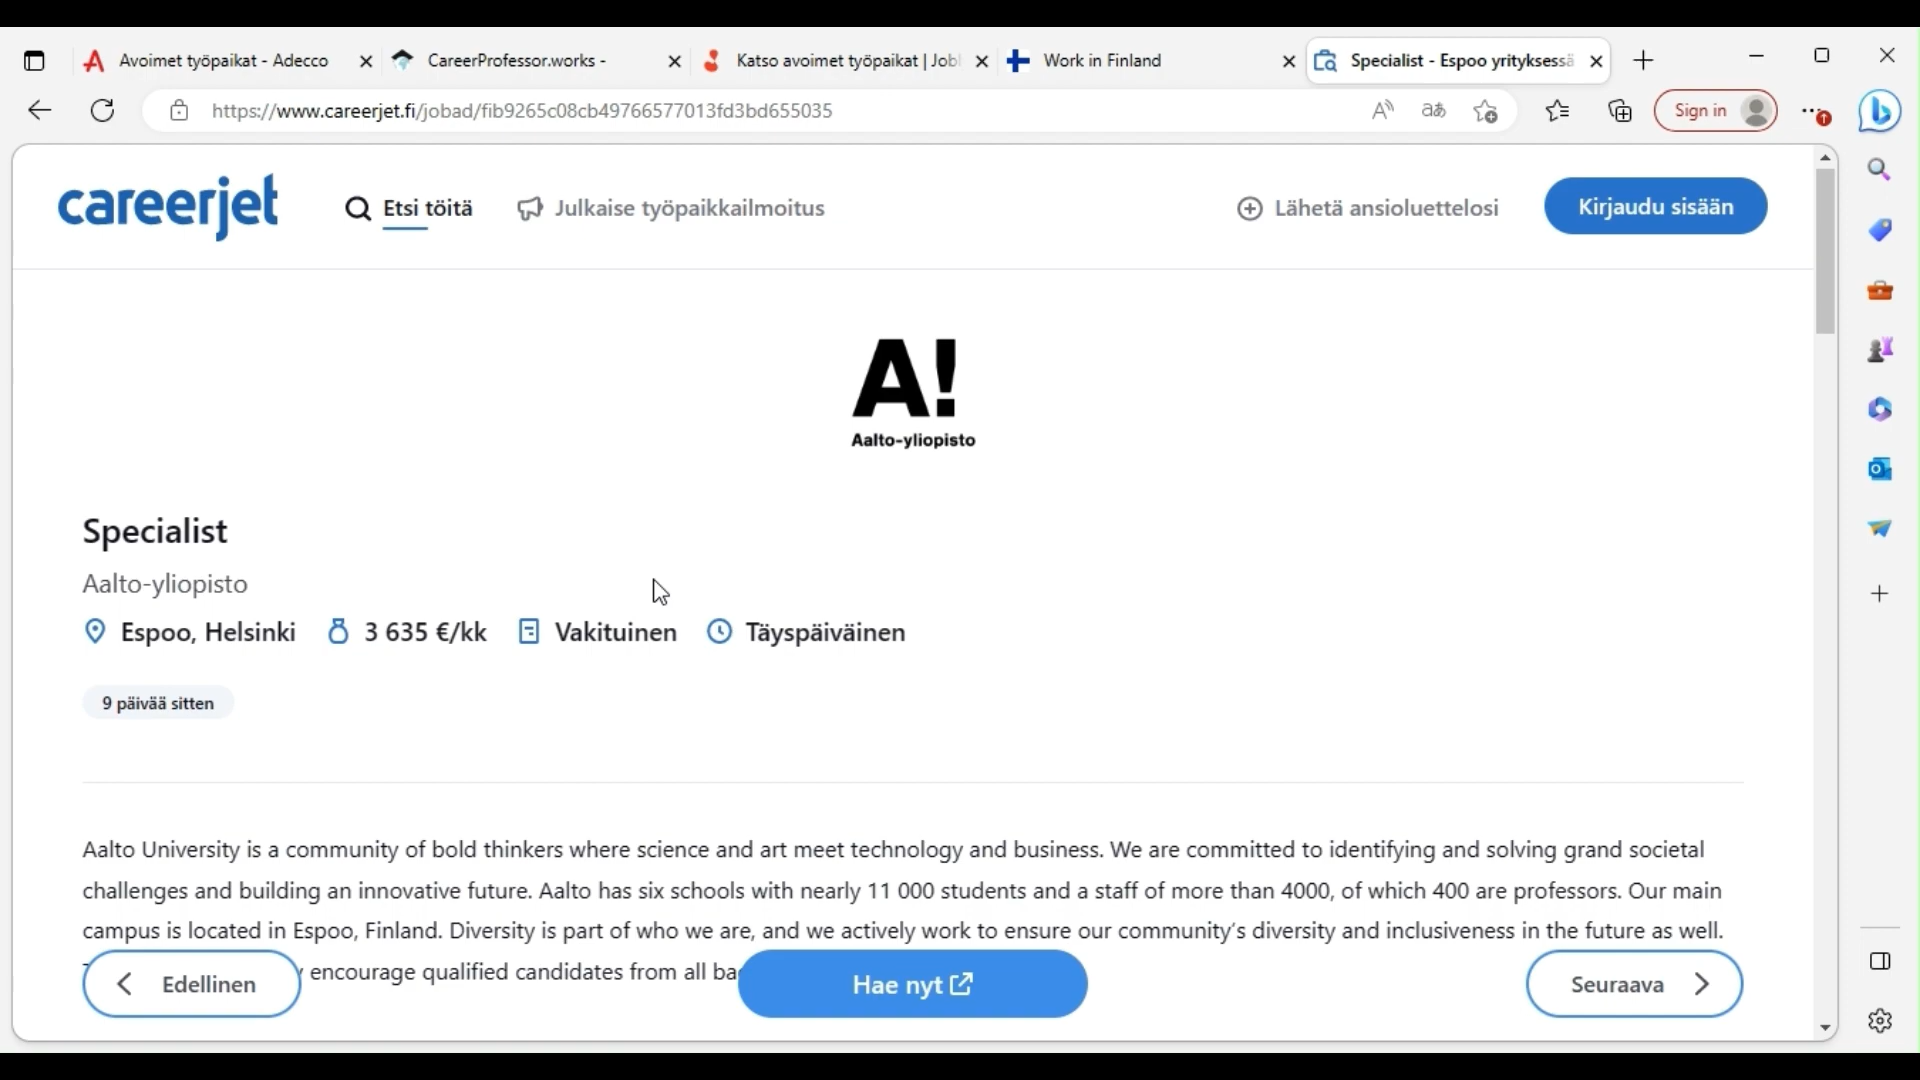 Avoimet työpaikat - Adecco
CareerProfessor.works -
Katso avoimet työpaikat | Jobl
Work in Finland
Specialist - Espoo yrityksessä
https://www.careerjet.fi/jobad/fib9265c08cb49766577013fd3bd655035
Sign in
careerjet
Etsi töitä
Julkaise työpaikkailmoitus
Lähetä ansioluettelosi
Kirjaudu sisään
A!
Aalto-yliopisto
Specialist
Aalto-yliopisto
Espoo, Helsinki
3 635 €/kk
Vakituinen
Täyspäiväinen
9 päivää sitten
Aalto University is a community of bold thinkers where science and art meet technology and business. We are committed to identifying and solving grand societal
challenges and building an innovative future. Aalto has six schools with nearly 11 000 students and a staff of more than 4000, of which 400 are professors. Our main
campus is located in Espoo, Finland. Diversity is part of who we are, and we actively work to ensure our community's diversity and inclusiveness in the future as well.
encourage qualified candidates from all
Edellinen
Hae nyt
Seuraava